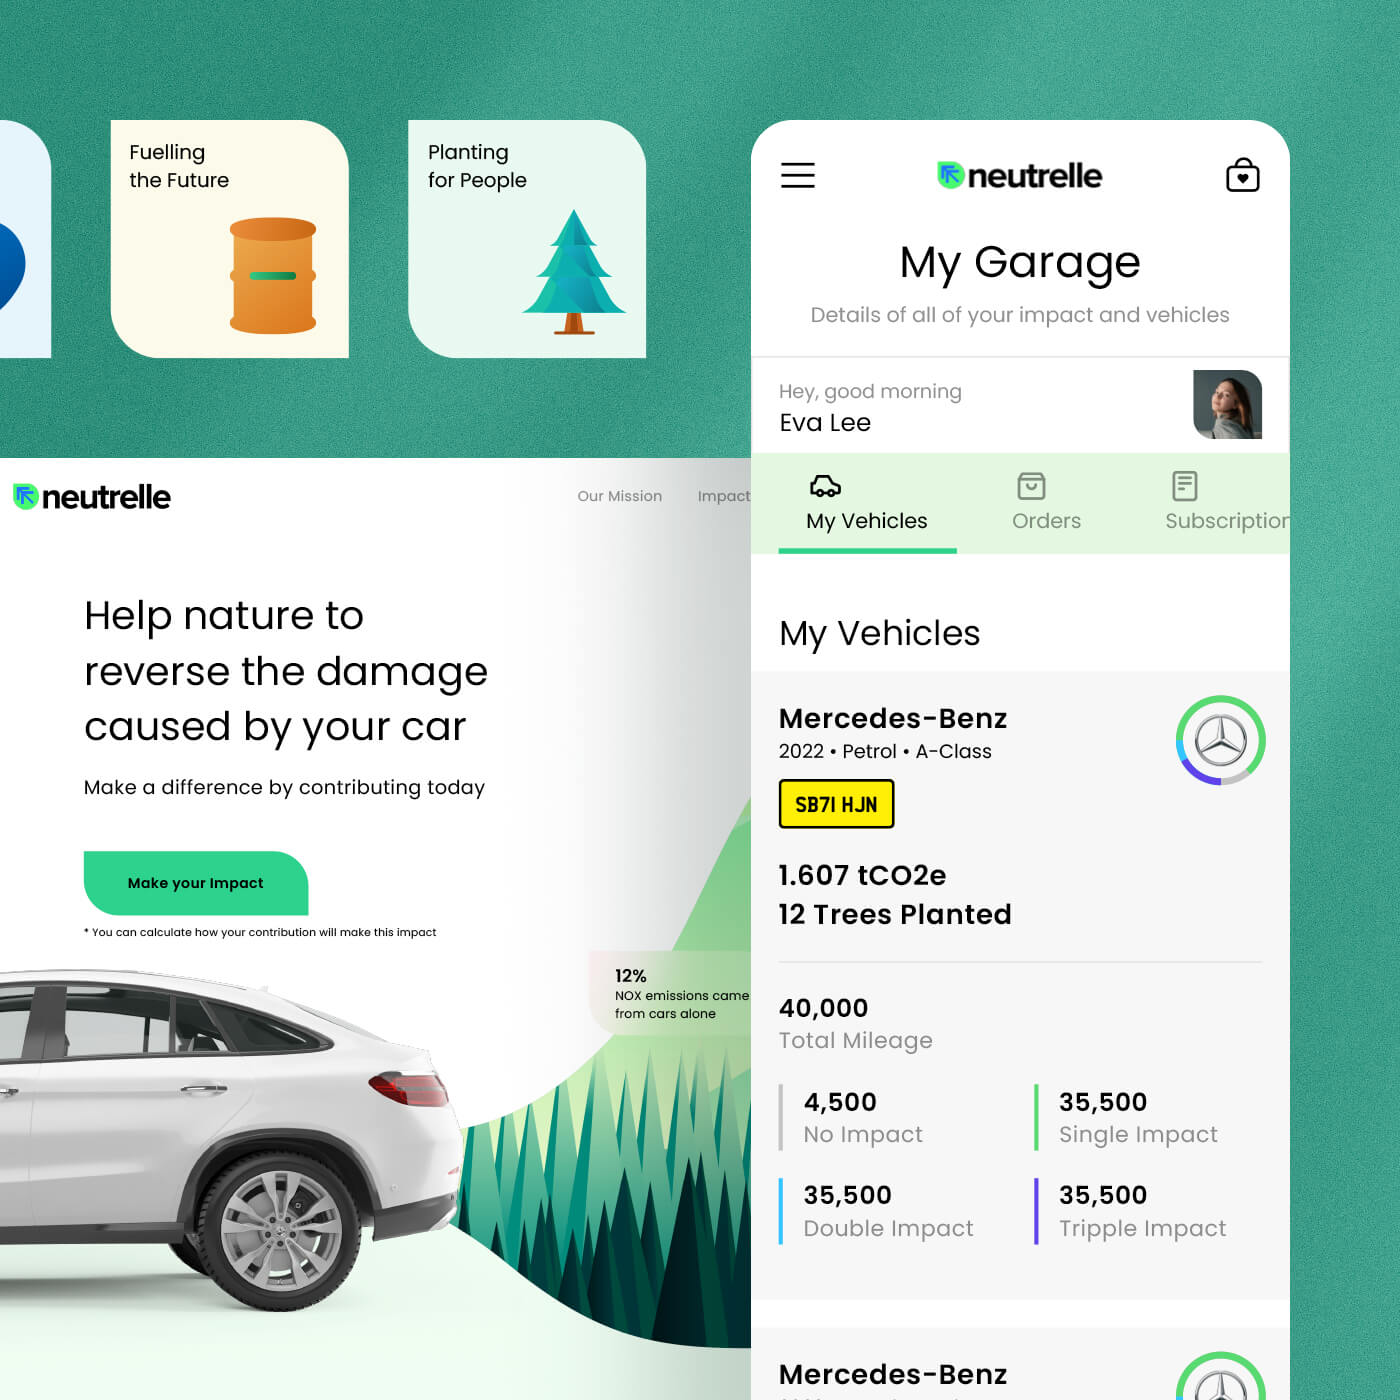 Fuelling
the Future
Planting
for People
neutrelle
Our Mission
Impact
Help nature to
reverse the damage
caused by your car
Make a difference by contributing today
Make your Impact
* You can calculate how your contribution will make this impact
12%
NOX emissions came
from cars alone
neutrelle
My Garage
Details of all of your impact and vehicles
Hey, good morning
Eva Lee
My Vehicles
Orders
Subscription
My Vehicles
Mercedes-Benz
2022 • Petrol • A-Class
SB71 HJN
1.607 tCO2e
12 Trees Planted
40,000
Total Mileage
4,500
No Impact
35,500
Single Impact
35,500
Double Impact
35,500
Tripple Impact
Mercedes-Benz